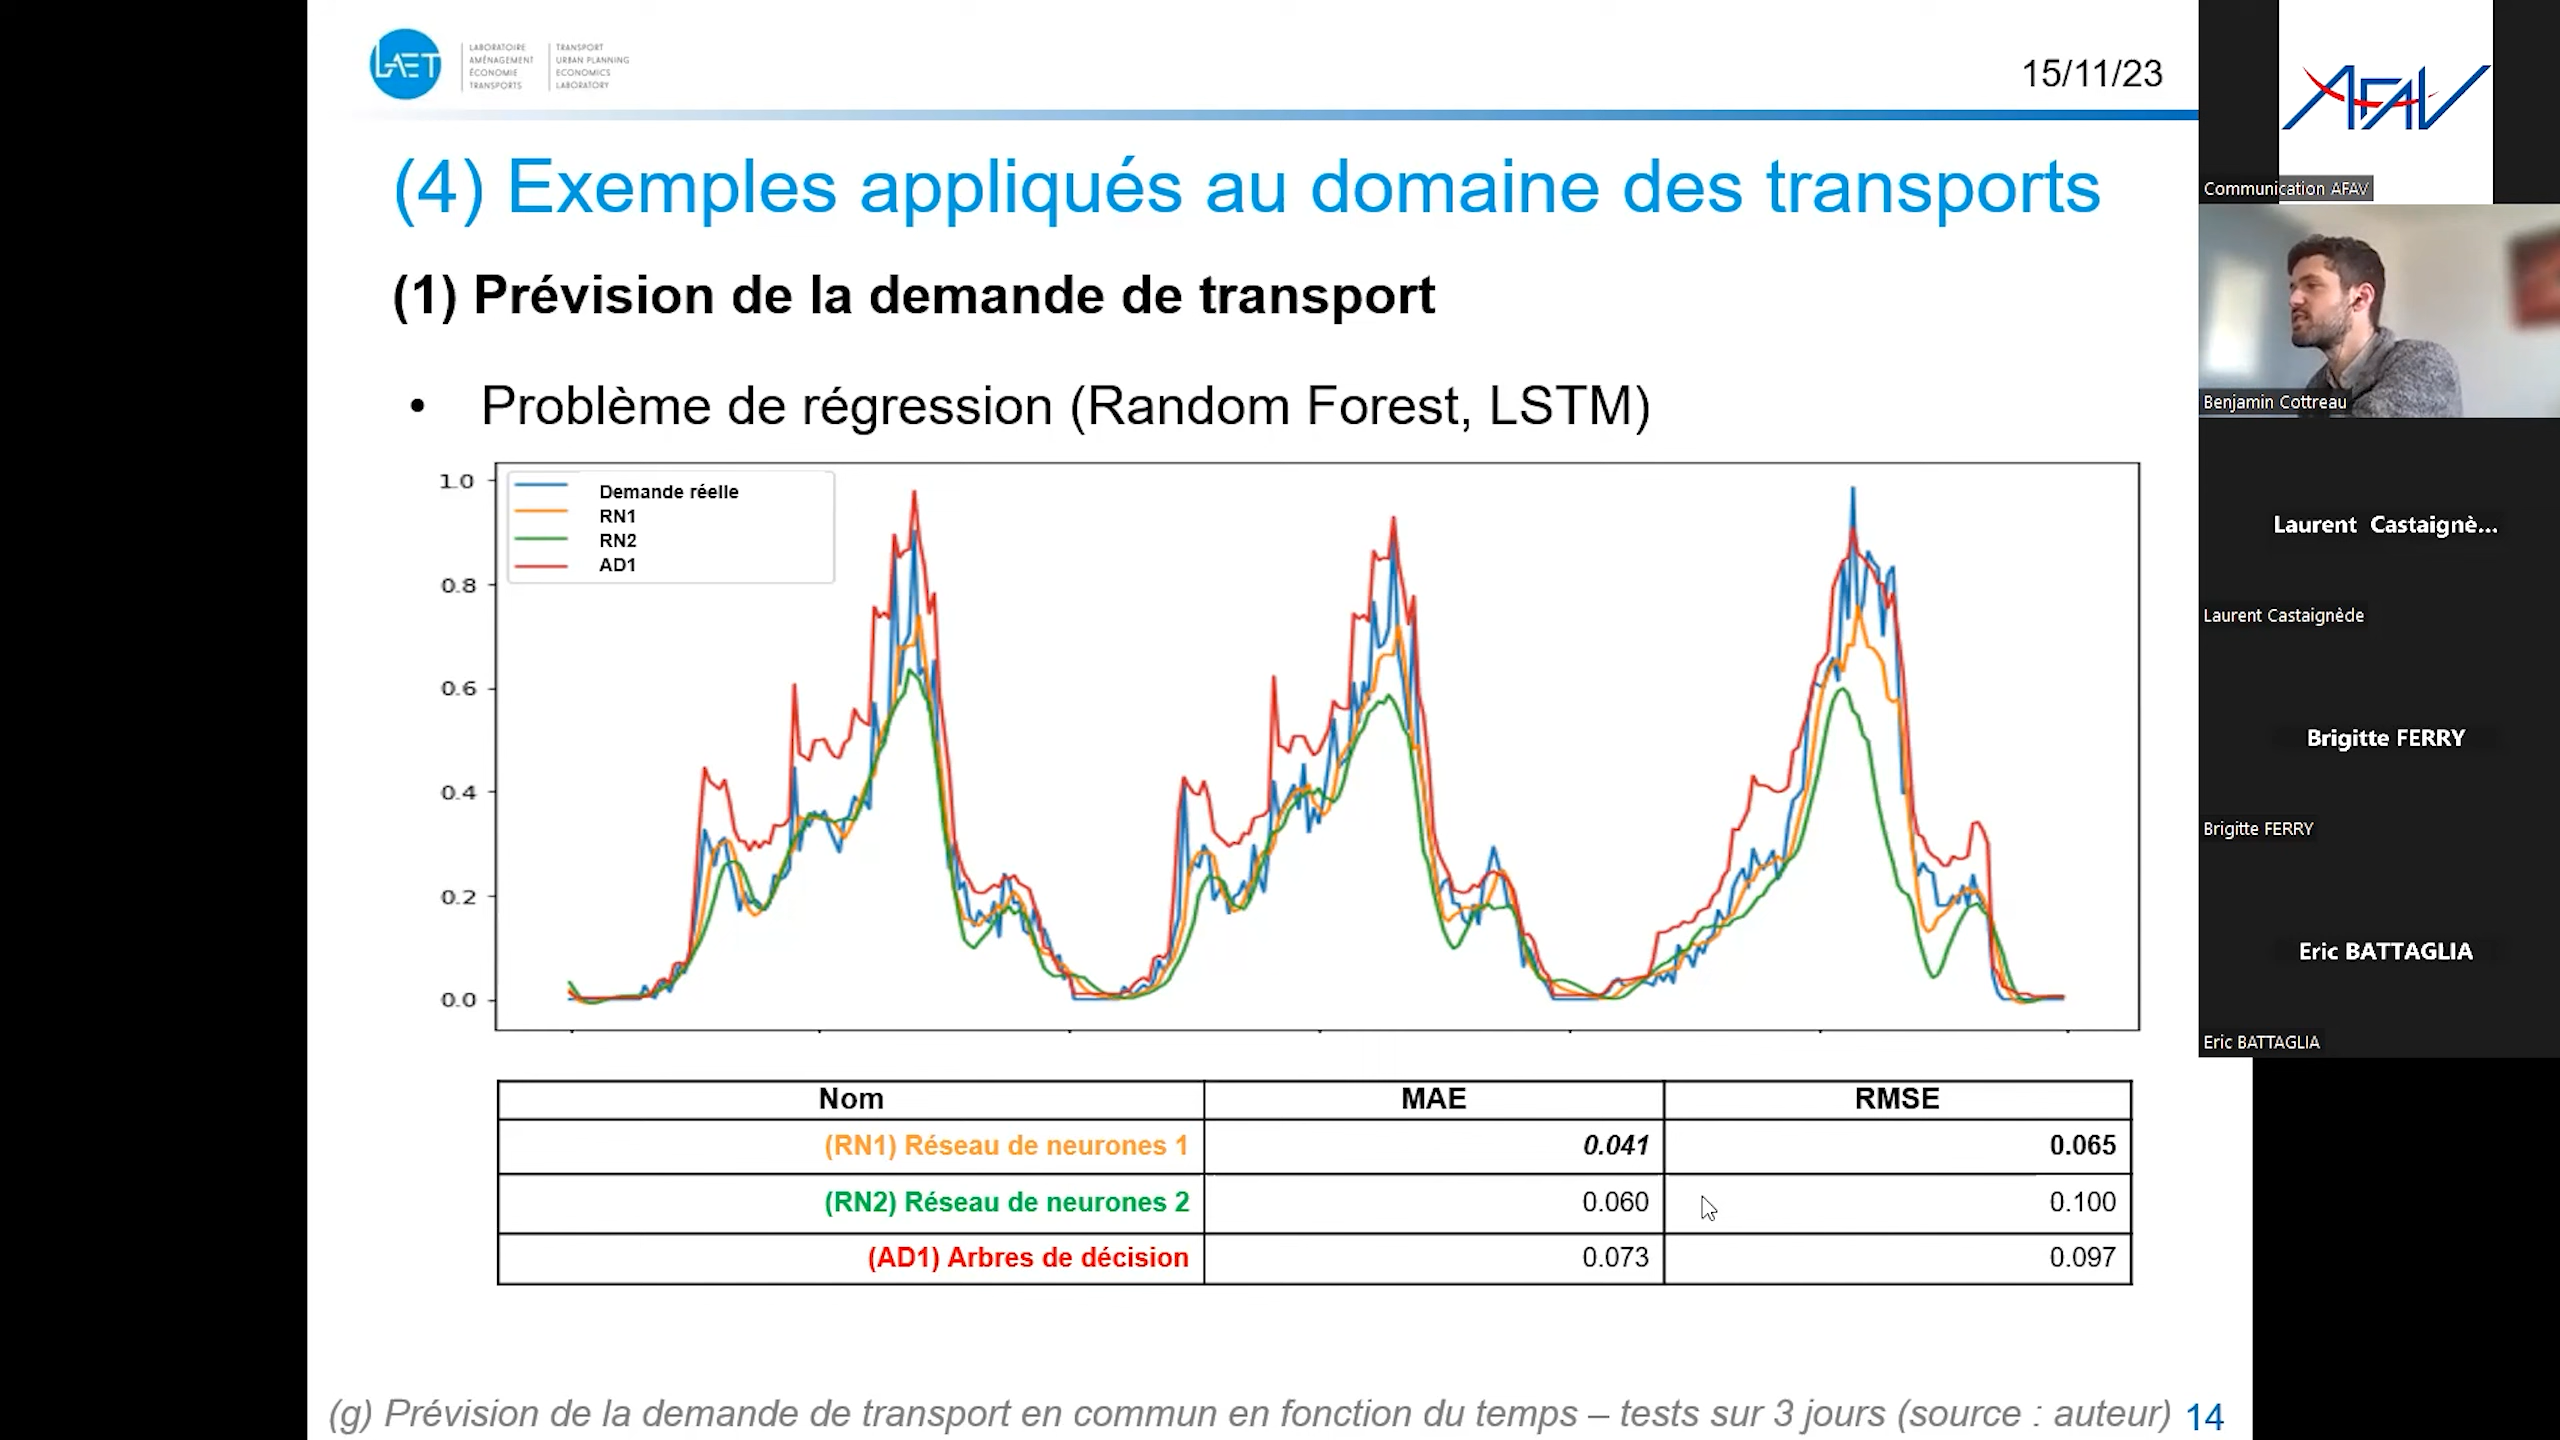 LAET
LABORATOIRE
AMÉNAGEMENT
ÉCONOMIE
TRANSPORTS
TRANSPORT
URBAN PLANNING
ECONOMICS
LABORATORY
15/11/23
(4) Exemples appliqués au domaine des transports
(1) Prévision de la demande de transport
• Problème de régression (Random Forest, LSTM)
1.0
0.8
0.6
0.4
0.2
0.0
Demande réelle
RN1
RN2
AD1
Nom MAE RMSE
(RN1) Réseau de neurones 1 0.041 0.065
(RN2) Réseau de neurones 2 0.060 0.100
(AD1) Arbres de décision 0.073 0.097
(g) Prévision de la demande de transport en commun en fonction du temps – tests sur 3 jours (source : auteur) 14
AFAV
Communication AFAV
Benjamin Cottreau
Laurent Castaignè...
Laurent Castaignède
Brigitte FERRY
Brigitte FERRY
Eric BATTAGLIA
Eric BATTAGLIA